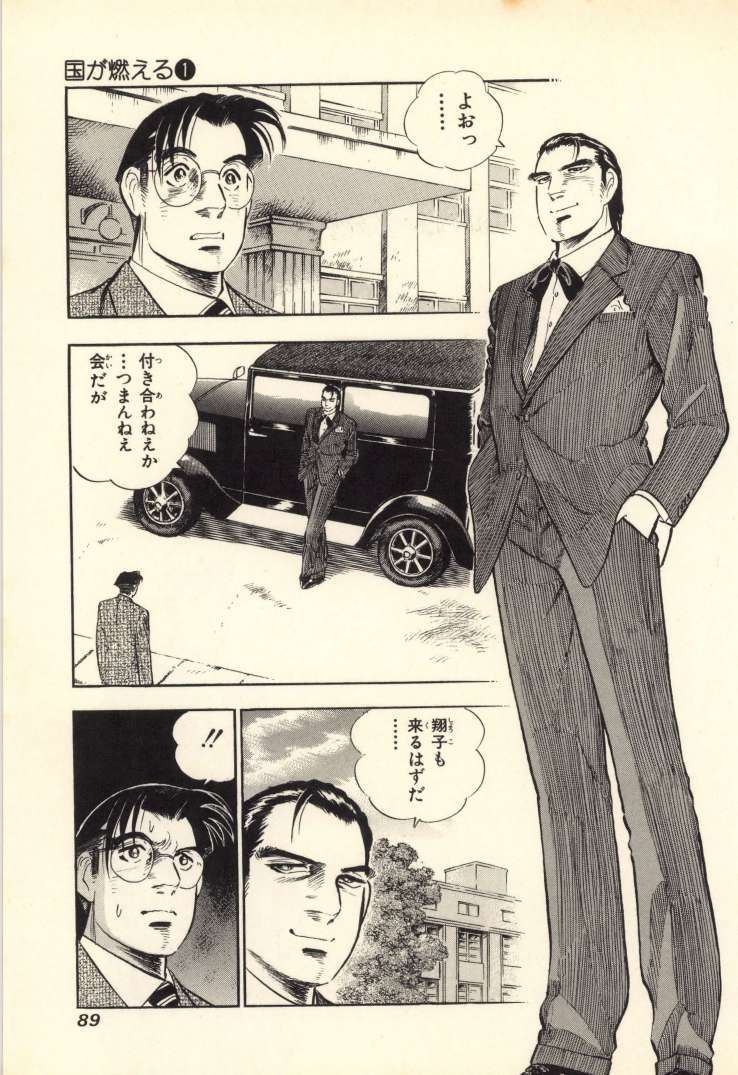 国が燃える❶
よおっ
……
付き合わねえか
…つまんねえ
会だが
翔子も
来るはずだ
……
!!
89